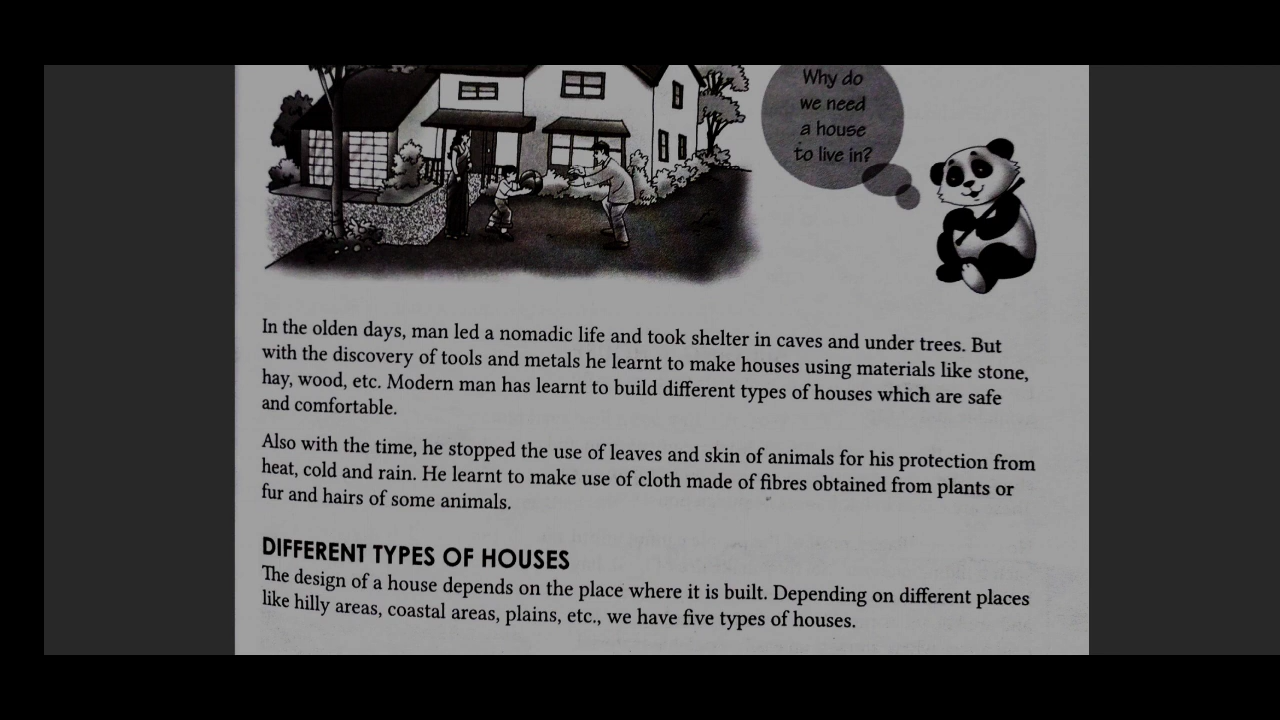 Why do
we need
a house
to live in?
In the olden days, man led a nomadic life and took shelter in caves and under trees. But
with the discovery of tools and metals he learnt to make houses using materials like stone,
hay, wood, etc. Modern man has learnt to build different types of houses which are safe
and comfortable.
Also with the time, he stopped the use of leaves and skin of animals for his protection from
heat, cold and rain. He learnt to make use of cloth made of fibres obtained from plants or
fur and hairs of some animals.
DIFFERENT TYPES OF HOUSES
The design of a house depends on the place where it is built. Depending on different places
like hilly areas, coastal areas, plains, etc., we have five types of houses.